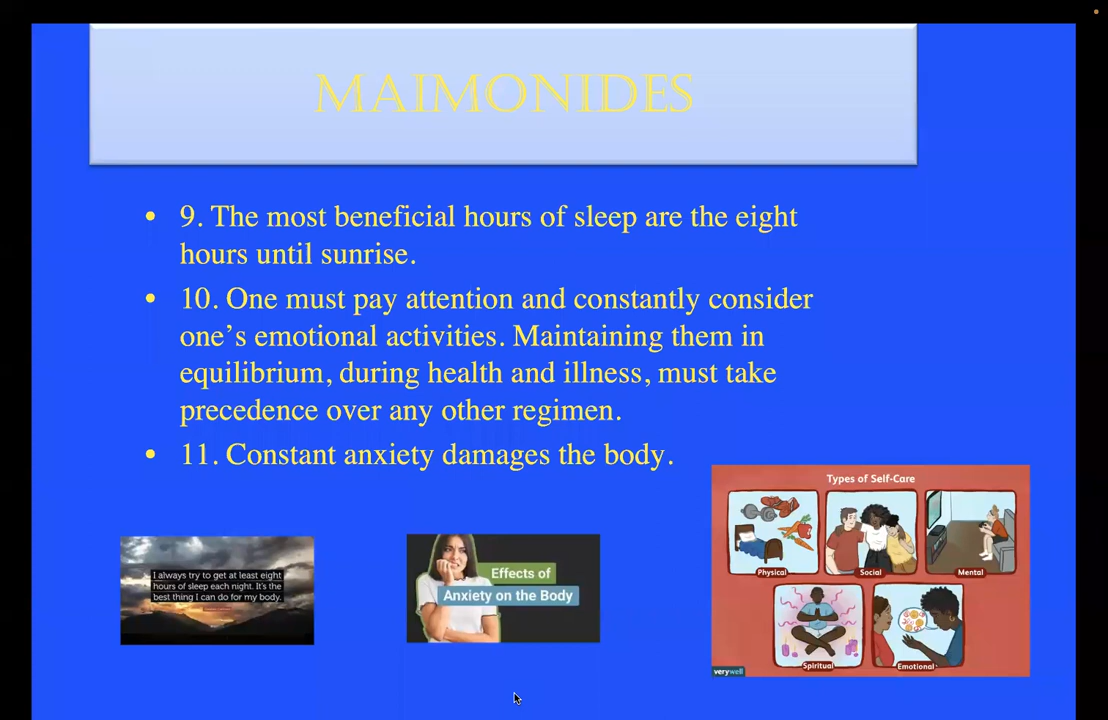 MAIMONIDES
• 9. The most beneficial hours of sleep are the eight
hours until sunrise.
• 10. One must pay attention and constantly consider
one’s emotional activities. Maintaining them in
equilibrium, during health and illness, must take
precedence over any other regimen.
• 11. Constant anxiety damages the body.
I always try to get at least eight
hours of sleep each night. It's the
best thing I can do for my body.
Effects of
Anxiety on the Body
Types of Self-Care
Physical
Social
Mental
Spiritual
Emotional
verywell